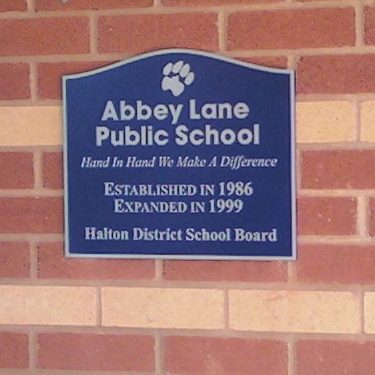 Abbey Lane
Public School
Hand In Hand We Make A Difference
ESTABLISHED IN 1986
EXPANDED IN 1999
Halton District School Board